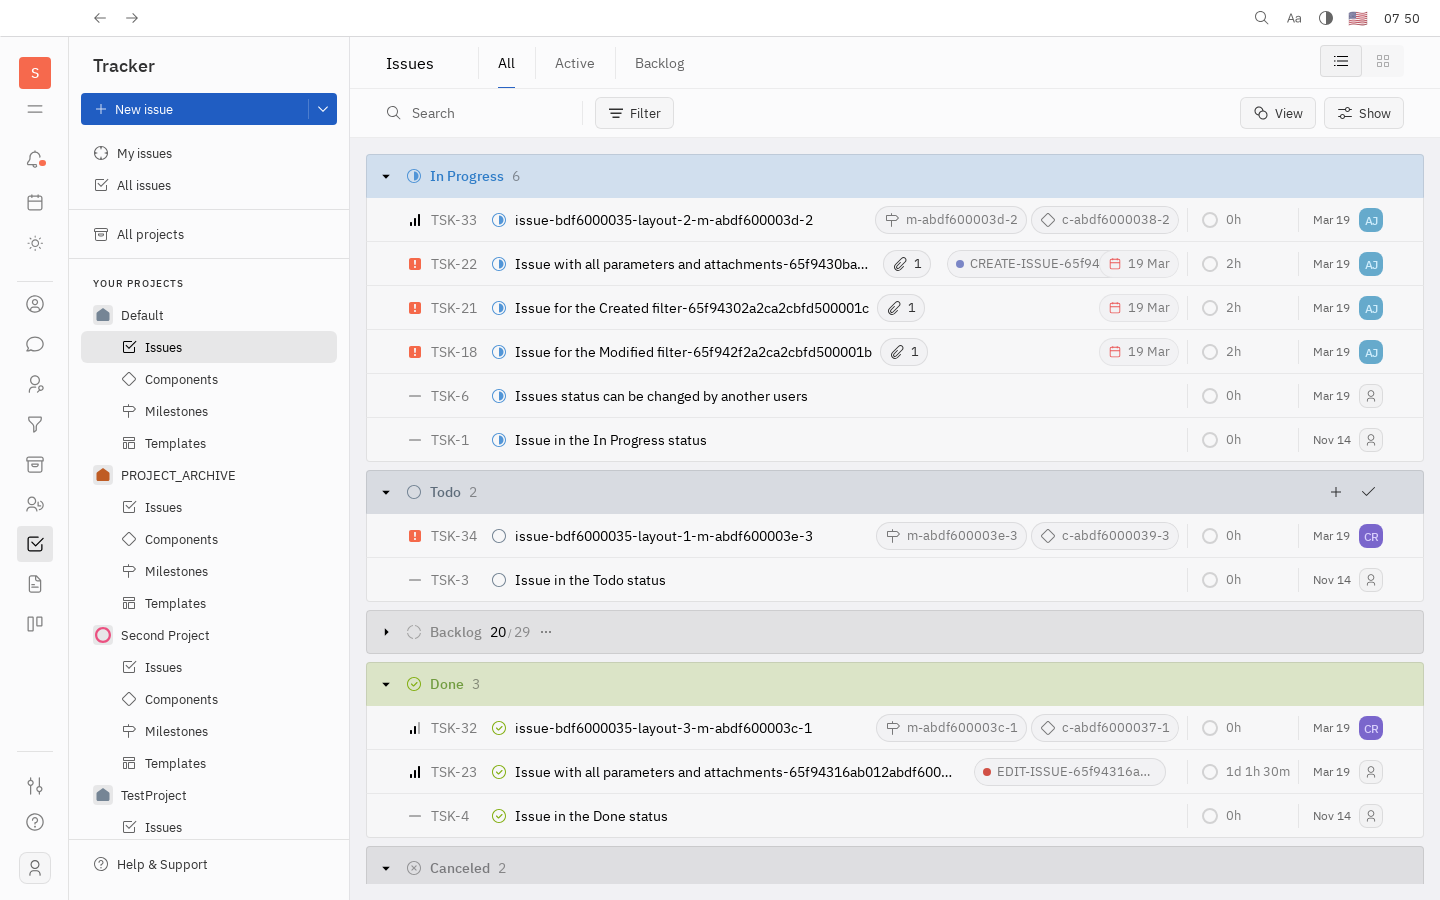 Aa 07 50
S
Tracker
New issue
My issues
All issues
All projects
YOUR PROJECTS
Default
Issues
Components
Milestones
Templates
PROJECT_ARCHIVE
Issues
Components
Milestones
Templates
Second Project
Issues
Components
Milestones
Templates
TestProject
Issues
Help & Support
Issues All Active Backlog
Search Filter View Show
In Progress 6
TSK-33 issue-bdf6000035-layout-2-m-abdf600003d-2 m-abdf600003d-2 c-abdf6000038-2 0h Mar 19 AJ
TSK-22 Issue with all parameters and attachments-65f9430ba... 1 CREATE-ISSUE-65f94 19 Mar 2h Mar 19 AJ
TSK-21 Issue for the Created filter-65f94302a2ca2cbfd500001c 1 19 Mar 2h Mar 19 AJ
TSK-18 Issue for the Modified filter-65f942f2a2ca2cbfd500001b 1 19 Mar 2h Mar 19 AJ
TSK-6 Issues status can be changed by another users 0h Mar 19
TSK-1 Issue in the In Progress status 0h Nov 14
Todo 2
TSK-34 issue-bdf6000035-layout-1-m-abdf600003e-3 m-abdf600003e-3 c-abdf6000039-3 0h Mar 19 CR
TSK-3 Issue in the Todo status 0h Nov 14
Backlog 20/29 ...
Done 3
TSK-32 issue-bdf6000035-layout-3-m-abdf600003c-1 m-abdf600003c-1 c-abdf6000037-1 0h Mar 19 CR
TSK-23 Issue with all parameters and attachments-65f94316ab012abdf600... EDIT-ISSUE-65f94316a... 1d 1h 30m Mar 19
TSK-4 Issue in the Done status 0h Nov 14
Canceled 2